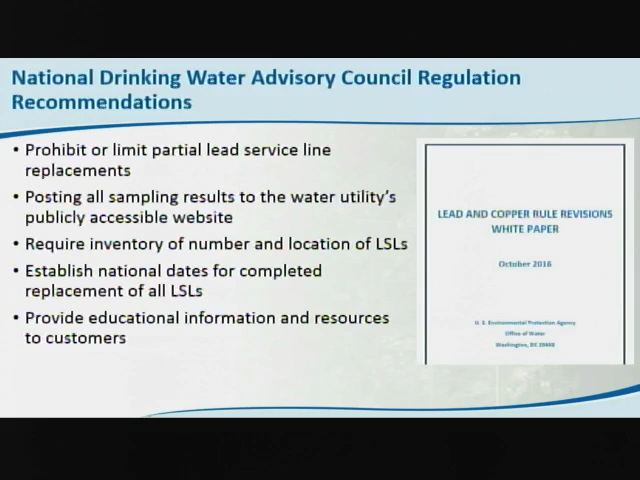 National Drinking Water Advisory Council Regulation
Recommendations
• Prohibit or limit partial lead service line
replacements
• Posting all sampling results to the water utility's
publicly accessible website
• Require inventory of number and location of LSLs
• Establish national dates for completed
replacement of all LSLs
• Provide educational information and resources
to customers
LEAD AND COPPER RULE REVISIONS
WHITE PAPER
October 2016
U. S. Environmental Protection Agency
Office of Water
Washington, DC 20460